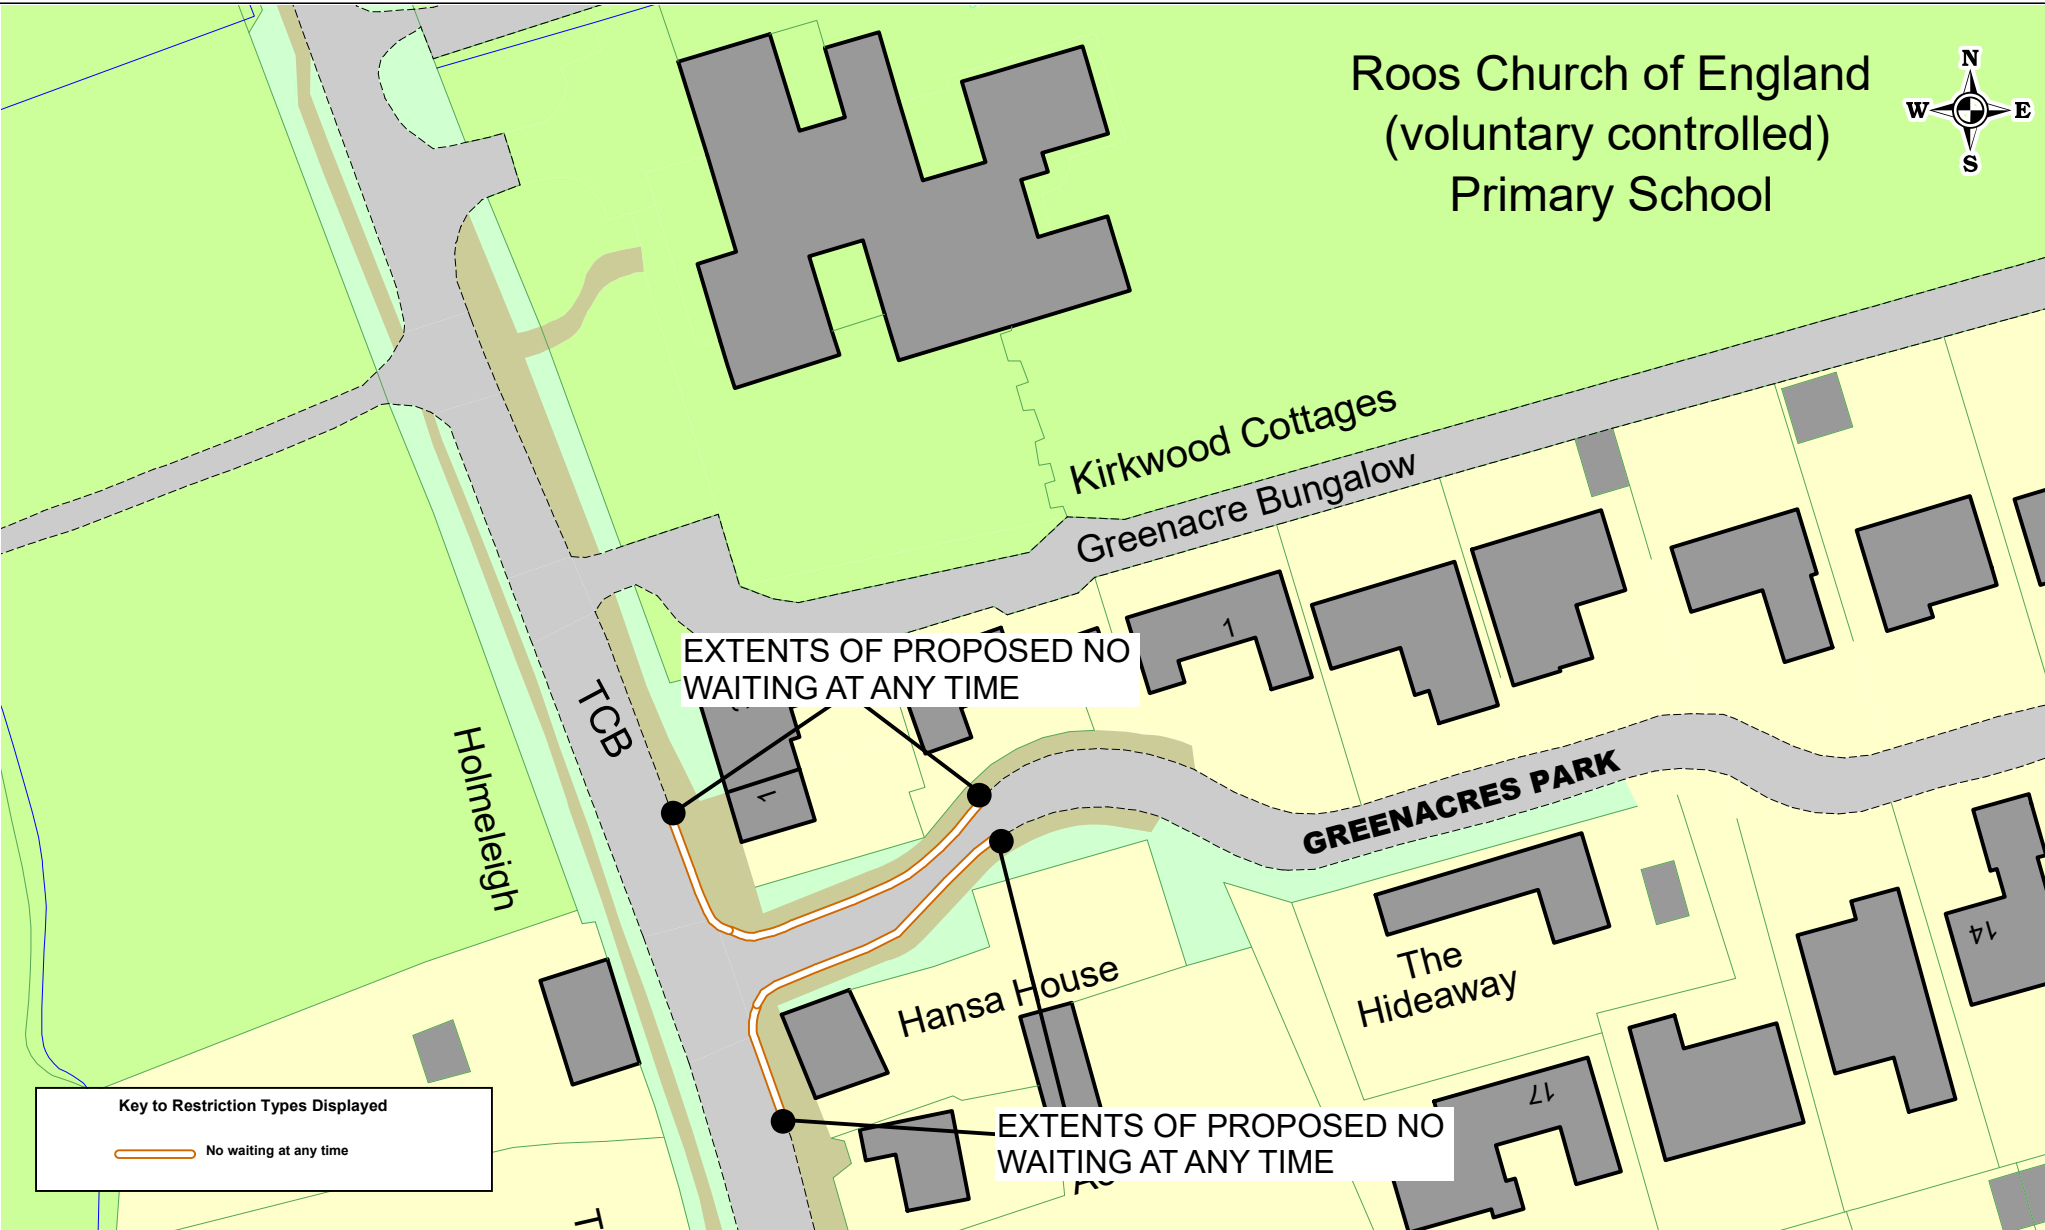 Roos Church of England
(voluntary controlled)
Primary School
N
W E
S
Kirkwood Cottages
Greenacre Bungalow
1
EXTENTS OF PROPOSED NO
WAITING AT ANY TIME
TCB
Holmeleigh
1
GREENACRES PARK
14
The
Hideaway
Hansa House
17
EXTENTS OF PROPOSED NO
WAITING AT ANY TIME
Key to Restriction Types Displayed
No waiting at any time
T